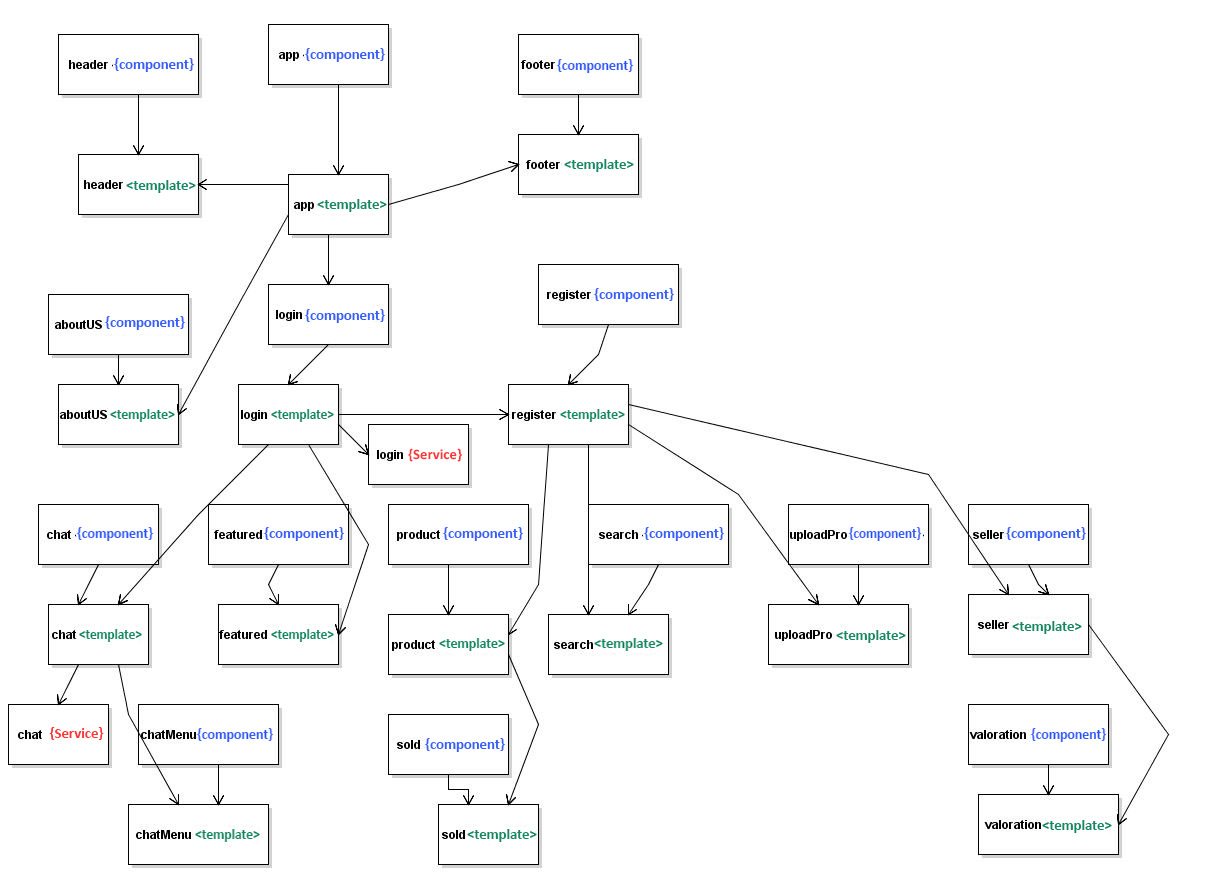 header {component}
app {component}
footer {component}
header <template>
footer <template>
app <template>
register {component}
aboutUS {component}
login {component}
aboutUS <template>
login <template>
register <template>
login {Service}
chat {component}
featured {component}
product {component}
search {component}
uploadPro {component}
seller {component}
chat <template>
featured <template>
product <template>
search <template>
uploadPro <template>
seller <template>
chat {Service}
chatMenu {component}
sold {component}
valoration {component}
chatMenu <template>
sold <template>
valoration <template>